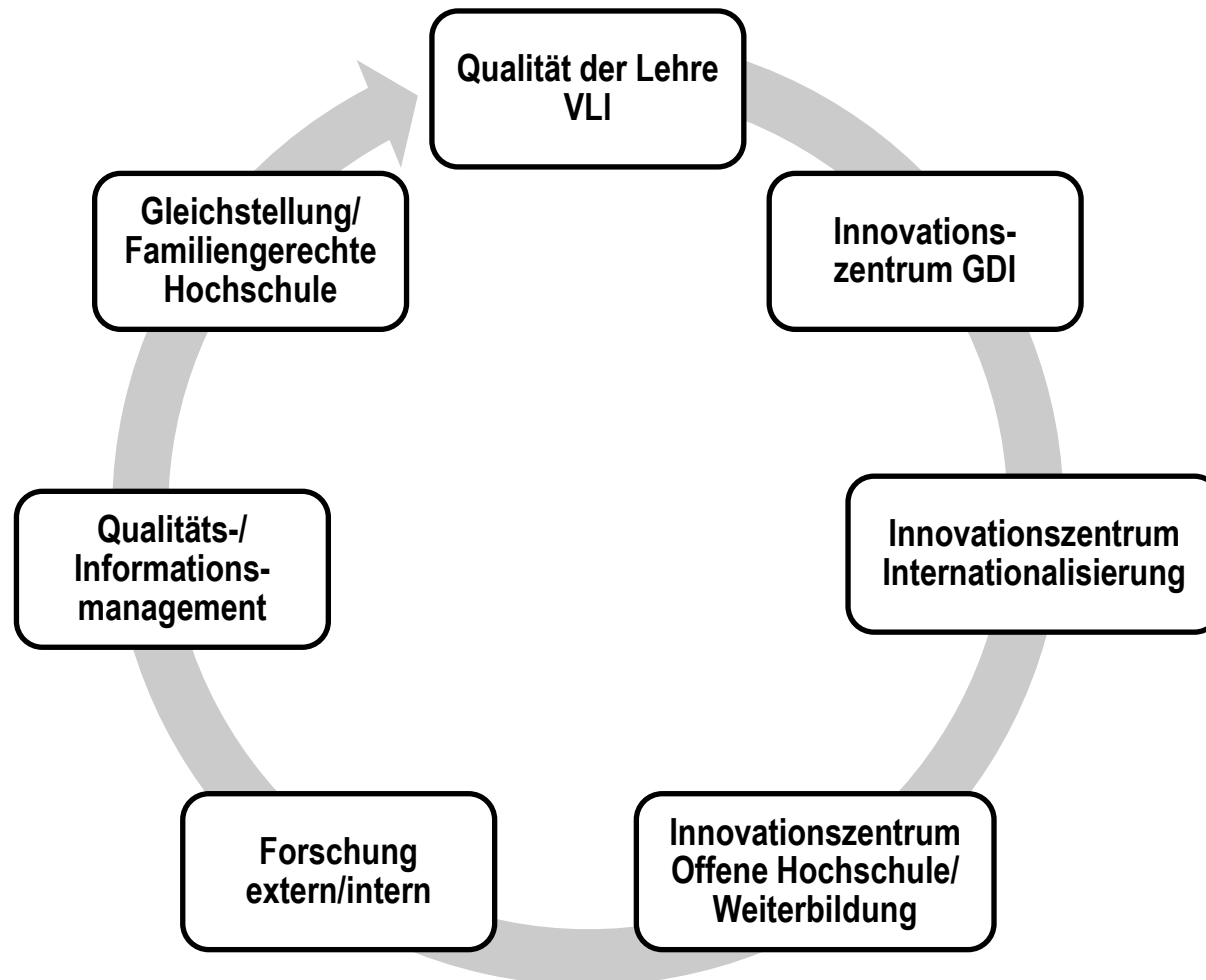 Qualität der Lehre
VLI
Innovations-
zentrum GDI
Innovationszentrum
Internationalisierung
Innovationszentrum
Offene Hochschule/
Weiterbildung
Forschung
extern/intern
Qualitäts-/
Informations-
management
Gleichstellung/
Familiengerechte
Hochschule